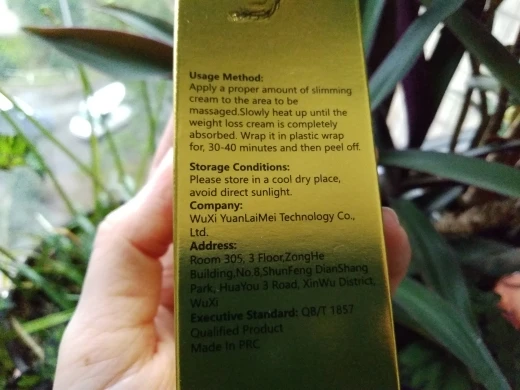 Usage Method:
Apply a proper amount of slimming
cream to the area to be
massaged.Slowly heat up until the
weight loss cream is completely
absorbed. Wrap it in plastic wrap
for, 30-40 minutes and then peel off.
Storage Conditions:
Please store in a cool dry place,
avoid direct sunlight.
Company:
WuXi YuanLaiMei Technology Co.,
Ltd.
Address:
Room 305, 3 Floor,ZongHe
Building,No.8,ShunFeng DianShang
Park, HuaYou 3 Road, XinWu District,
WuXi
Executive Standard: QB/T 1857
Qualified Product
Made In PRC